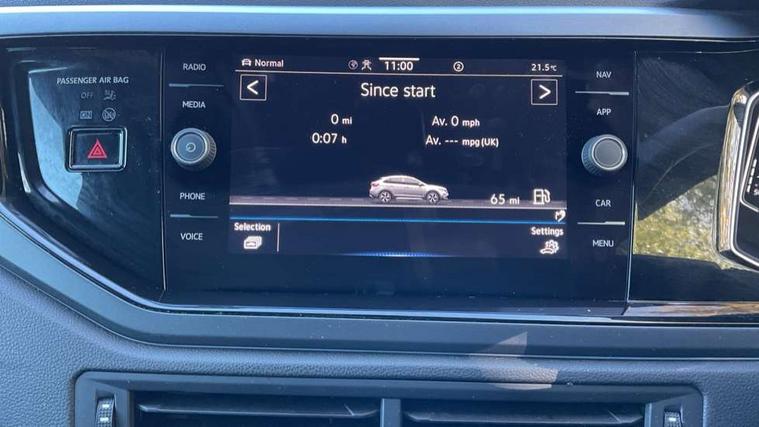 RADIO
MEDIA
PHONE
VOICE
PASSENGER AIR BAG
OFF
ON
Normal
11:00
2
21.5°C
<
Since start
>
0 mi
Av. 0 mph
0:07 h
Av. --- mpg (UK)
65 mi
Selection
Settings
NAV
APP
CAR
MENU